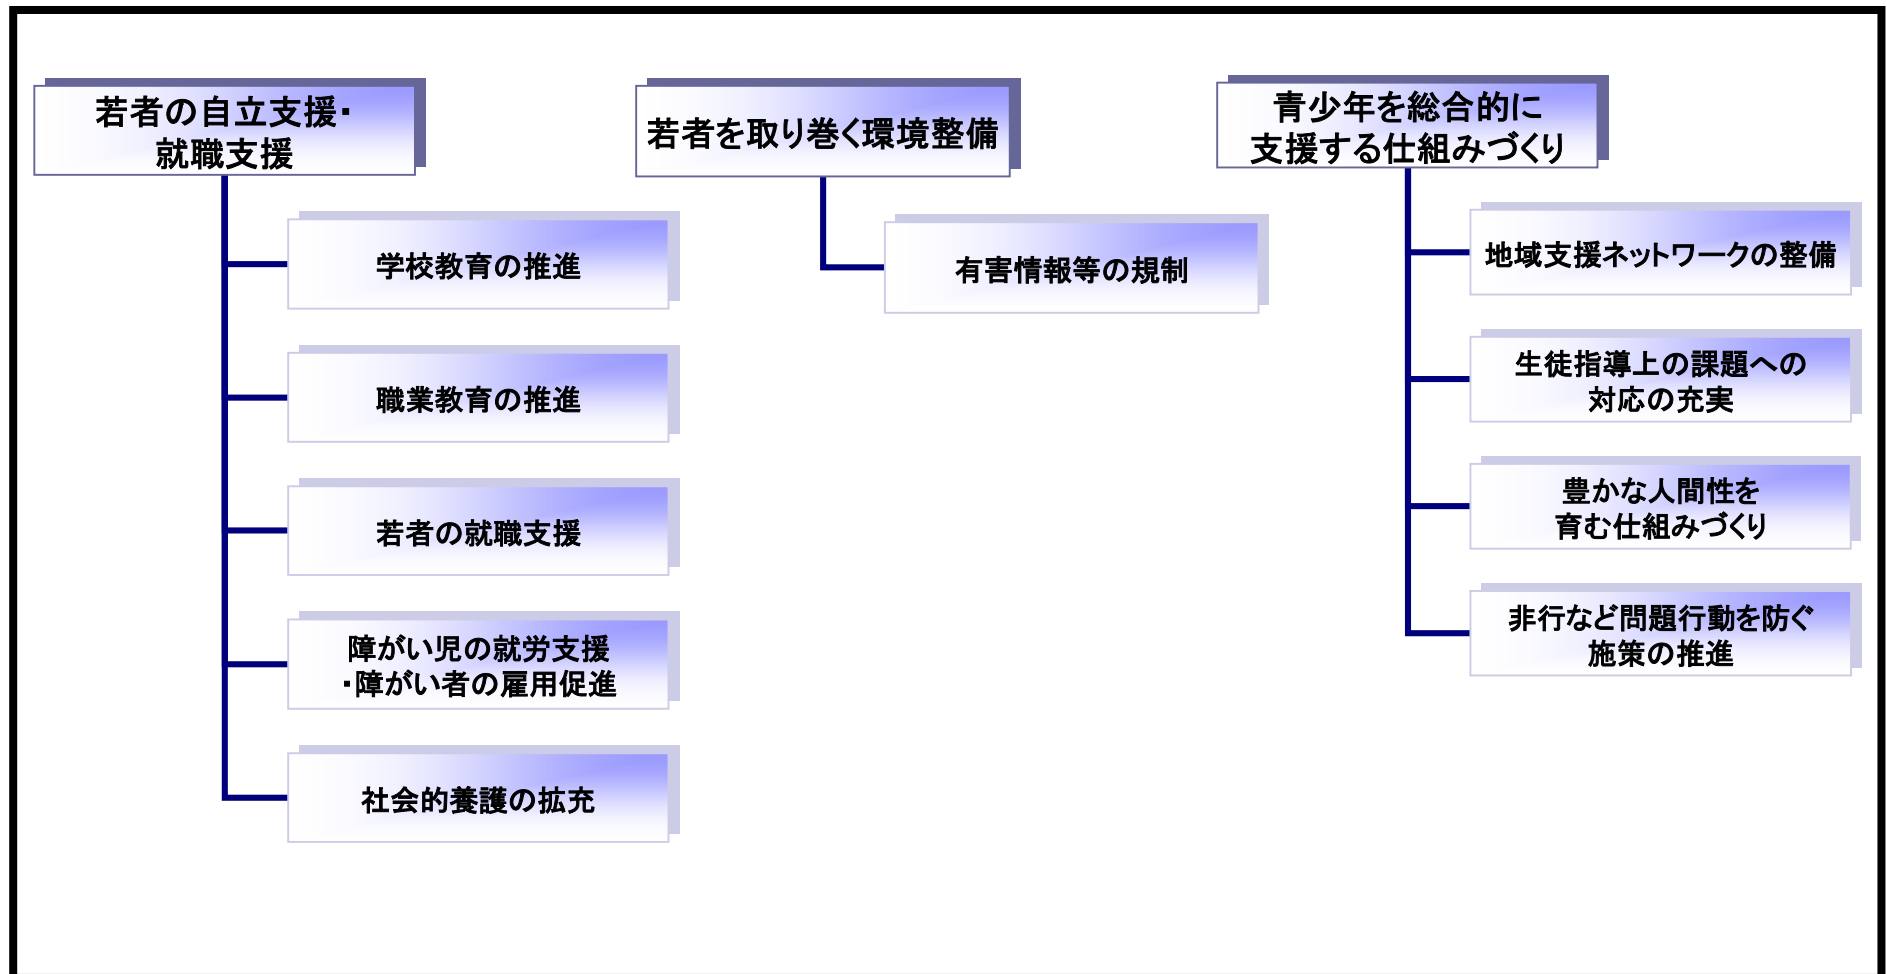 若者の自立支援・
就職支援
学校教育の推進
職業教育の推進
若者の就職支援
障がい児の就労支援
・障がい者の雇用促進
社会的養護の拡充
若者を取り巻く環境整備
有害情報等の規制
青少年を総合的に
支援する仕組みづくり
地域支援ネットワークの整備
生徒指導上の課題への
対応の充実
豊かな人間性を
育む仕組みづくり
非行など問題行動を防ぐ
施策の推進